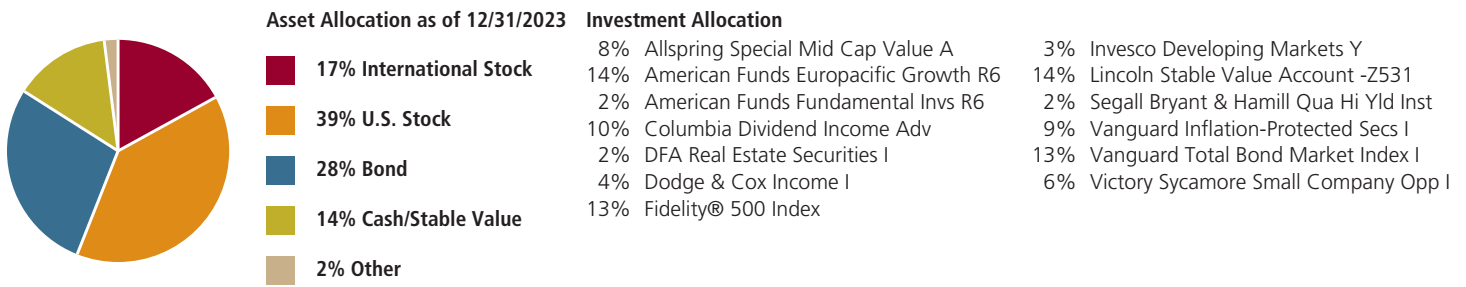 Asset Allocation as of 12/31/2023
17% International Stock
39% U.S. Stock
28% Bond
14% Cash/Stable Value
2% Other
Investment Allocation
8% Allspring Special Mid Cap Value A
14% American Funds Europacific Growth R6
2% American Funds Fundamental Invs R6
10% Columbia Dividend Income Adv
2% DFA Real Estate Securities I
4% Dodge & Cox Income I
13% Fidelity® 500 Index
3% Invesco Developing Markets Y
14% Lincoln Stable Value Account -Z531
2% Segall Bryant & Hamill Qua Hi Yld Inst
9% Vanguard Inflation-Protected Secs I
13% Vanguard Total Bond Market Index I
6% Victory Sycamore Small Company Opp I